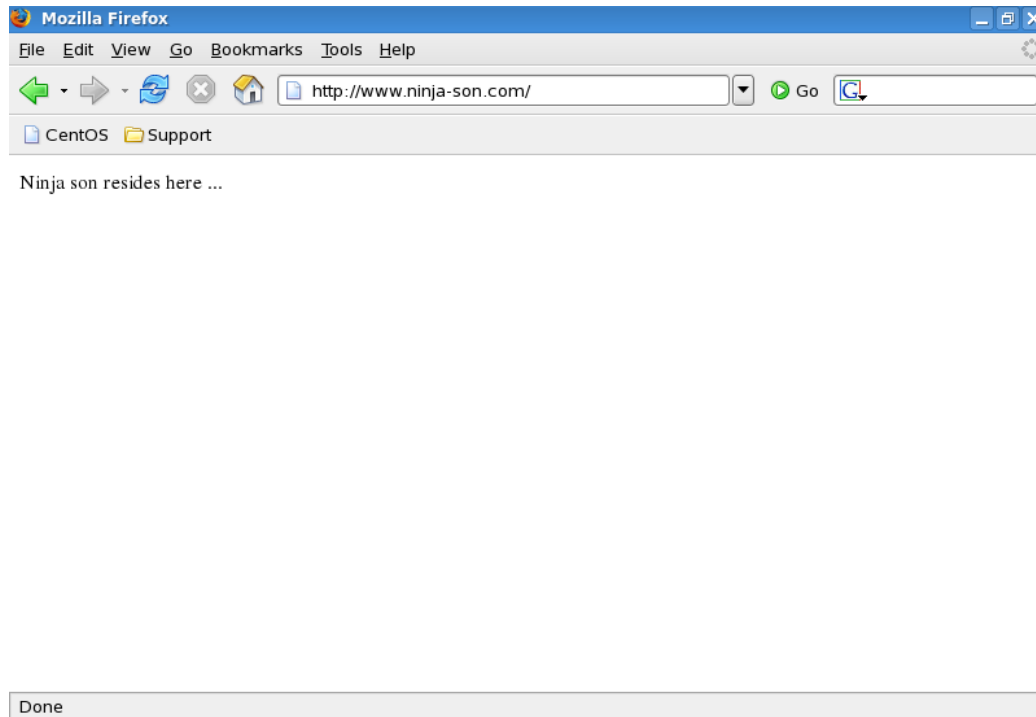 Mozilla Firefox
File Edit View Go Bookmarks Tools Help
http://www.ninja-son.com/ Go G
CentOS Support
Ninja son resides here ...
Done